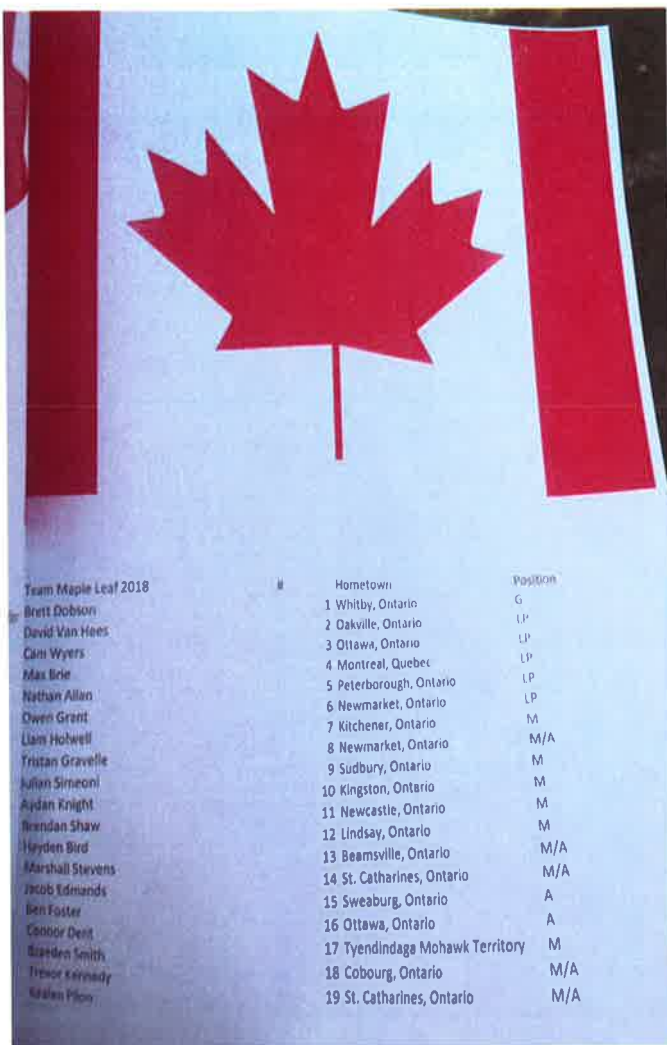 Team Maple Leaf 2018 # Hometown Position
Brett Dobson 1 Whitby, Ontario G
David Van Hees 2 Oakville, Ontario LP
Cam Wyers 3 Ottawa, Ontario LP
Max Brie 4 Montreal, Quebec LP
Nathan Allan 5 Peterborough, Ontario LP
Owen Grant 6 Newmarket, Ontario LP
Liam Holwell 7 Kitchener, Ontario M
Tristan Gravelle 8 Newmarket, Ontario M/A
Julian Simeoni 9 Sudbury, Ontario M
Aydan Knight 10 Kingston, Ontario M
Brendan Shaw 11 Newcastle, Ontario M
Hayden Bird 12 Lindsay, Ontario M
Marshall Stevens 13 Beamsville, Ontario M/A
Jacob Edmands 14 St. Catharines, Ontario M/A
Ben Foster 15 Sweaburg, Ontario A
Connor Dent 16 Ottawa, Ontario A
Braeden Smith 17 Tyendindaga Mohawk Territory M
Trevor Kennedy 18 Cobourg, Ontario M/A
19 St. Catharines, Ontario M/A